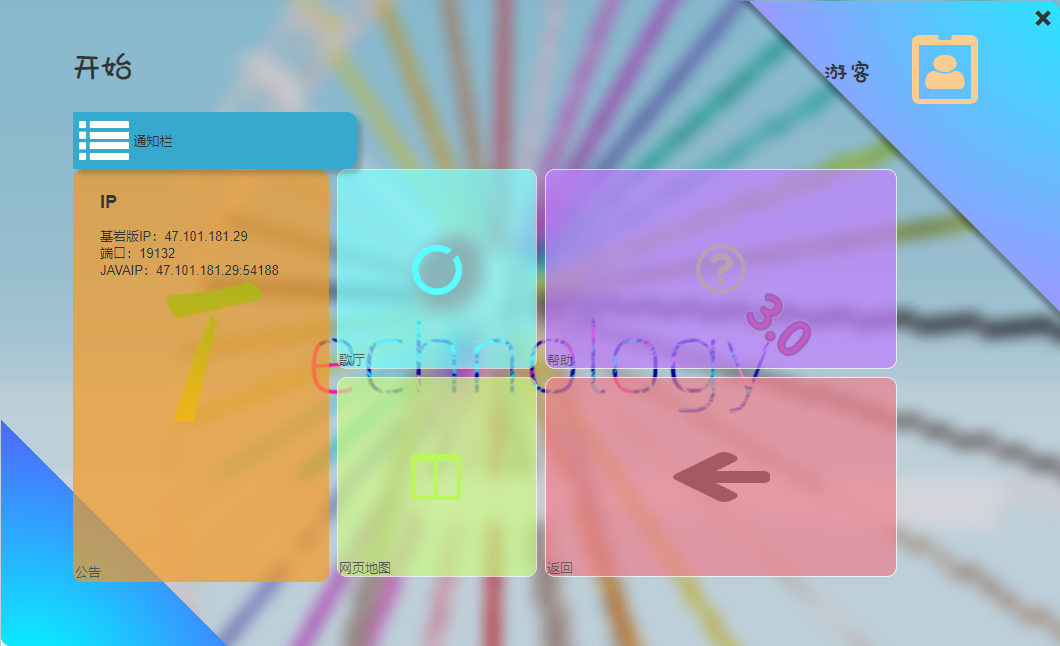 开始
游客
通知栏
IP
基岩版IP：47.101.181.29
端口：19132
JAVAIP：47.101.181.29:54188
Technology
3.0
歌厅
帮助
公告
网页地图
返回